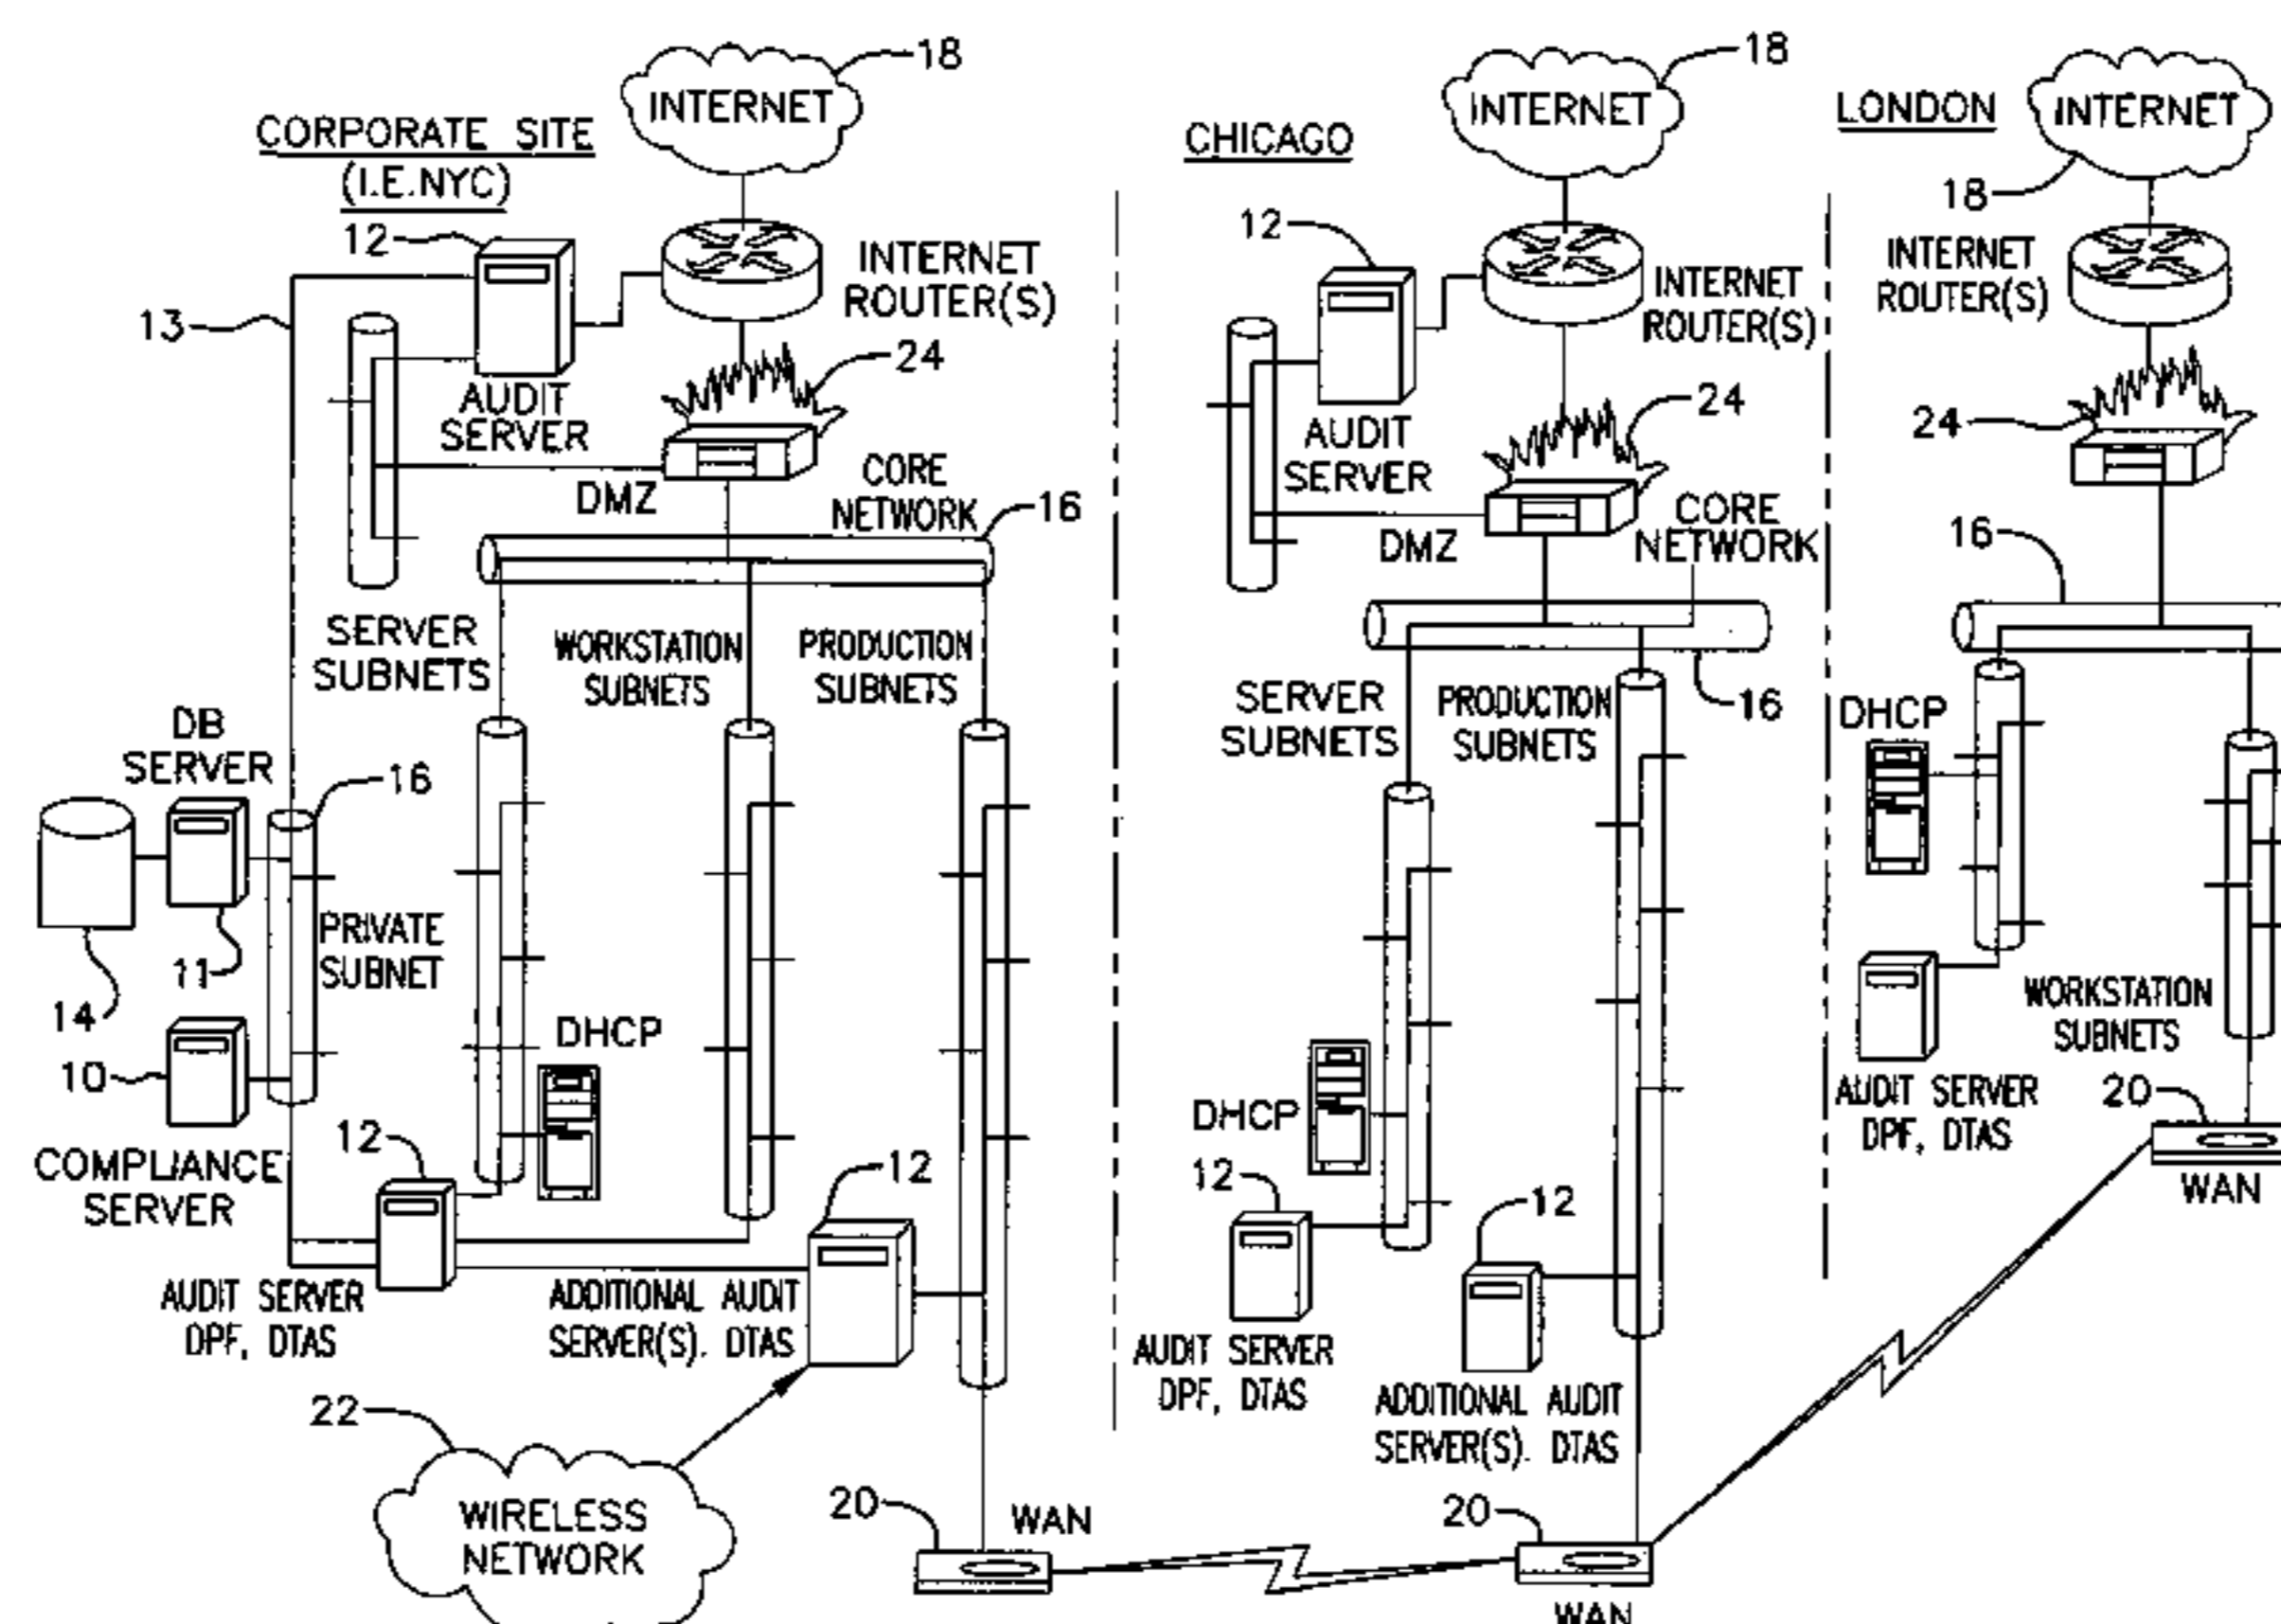 CORPORATE SITE
(I.E.NYC)
INTERNET
18
12
13
INTERNET
ROUTER(S)
AUDIT
SERVER
24
DMZ
CORE
NETWORK
16
SERVER
SUBNETS
WORKSTATION
SUBNETS
PRODUCTION
SUBNETS
DB
SERVER
16
PRIVATE
SUBNET
11
14
10
COMPLIANCE
SERVER
DHCP
12
12
AUDIT SERVER
DPF, DTAS
ADDITIONAL AUDIT
SERVER(S). DTAS
22
WIRELESS
NETWORK
20
WAN
CHICAGO
INTERNET
18
12
INTERNET
ROUTER(S)
AUDIT
SERVER
24
DMZ
CORE
NETWORK
16
SERVER
SUBNETS
PRODUCTION
SUBNETS
DHCP
12
12
AUDIT SERVER
DPF, DTAS
ADDITIONAL AUDIT
SERVER(S). DTAS
20
WAN
LONDON
INTERNET
18
INTERNET
ROUTER(S)
24
16
DHCP
WORKSTATION
SUBNETS
AUDIT SERVER
DPF, DTAS
20
WAN